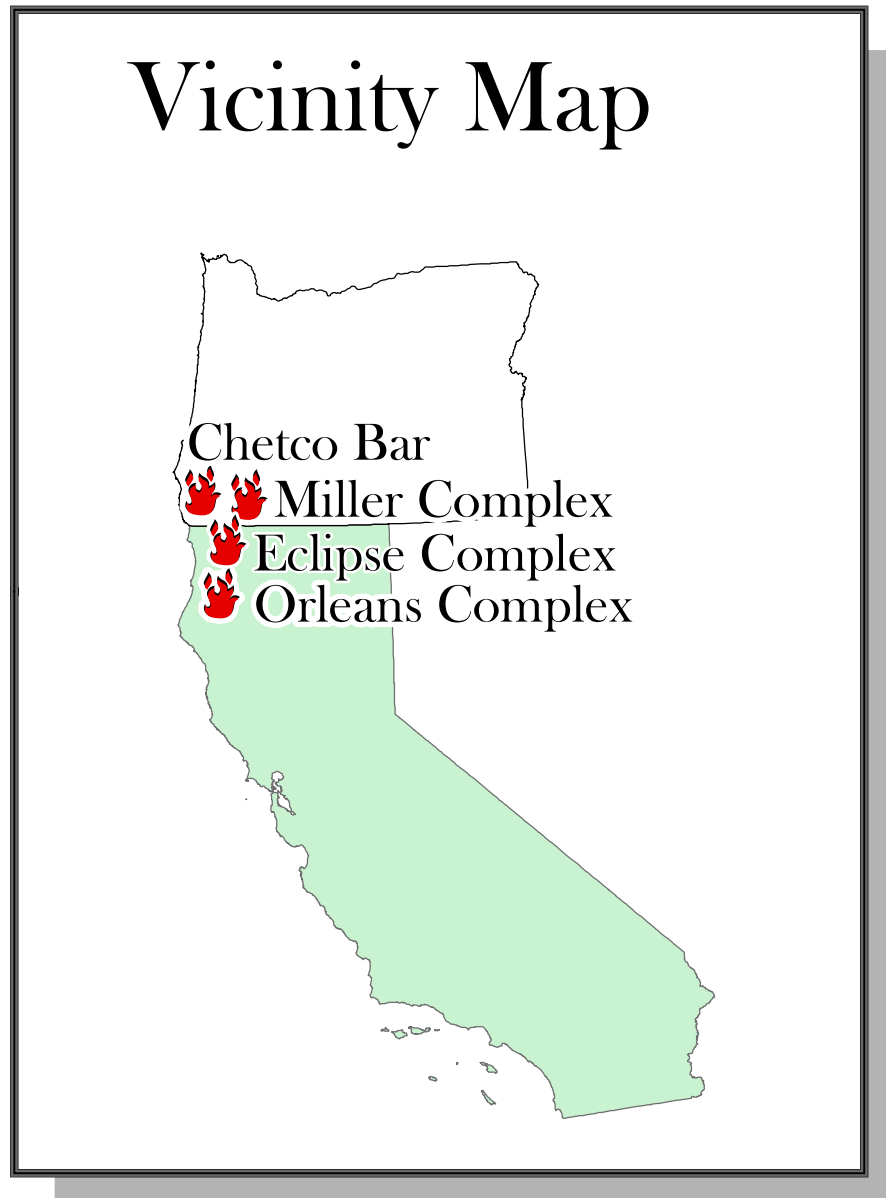 Vicinity Map
Chetco Bar
Miller Complex
Eclipse Complex
Orleans Complex